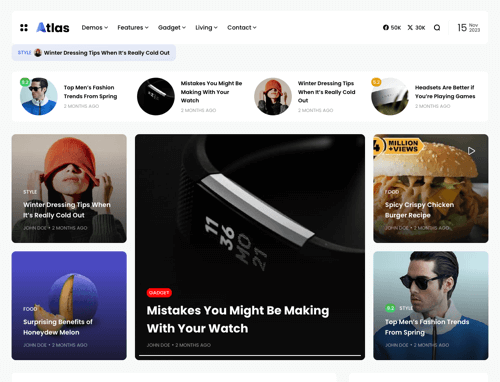 Atlas
Demos
Features
Gadget
Living
Contact
50K
30K
15
Nov,
2023
STYLE
Winter Dressing Tips When It's Really Cold Out
9.2
Top Men's Fashion
Trends From Spring
2 MONTHS AGO
Mistakes You Might Be
Making With Your
Watch
2 MONTHS AGO
Winter Dressing Tips
When It's Really Cold
Out
2 MONTHS AGO
Headsets Are Better if
You're Playing Games
2 MONTHS AGO
STYLE
Winter Dressing Tips When
It's Really Cold Out
JOHN DOE • 2 MONTHS AGO
11 MO
36 21
GADGET
Mistakes You Might Be Making
With Your Watch
JOHN DOE • 2 MONTHS AGO
MILLION
+VIEWS
FOOD
Spicy Crispy Chicken
Burger Recipe
JOHN DOE • 2 MONTHS AGO
FOOD
Surprising Benefits of
Honeydew Melon
JOHN DOE • 2 MONTHS AGO
9.2 STYLE
Top Men's Fashion Trends
From Spring
JOHN DOE • 2 MONTHS AGO